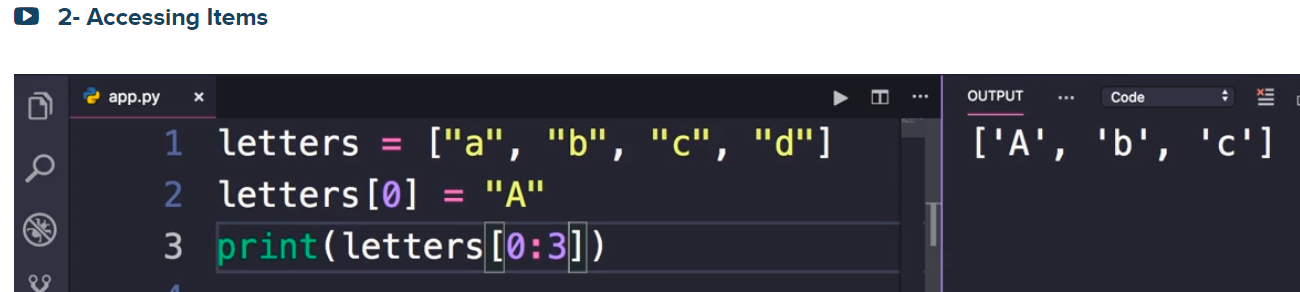 2- Accessing Items
app.py ×
OUTPUT ... Code
1 letters = ["a", "b", "c", "d"]
2 letters[0] = "A"
3 print(letters[0:3])
['A', 'b', 'c']